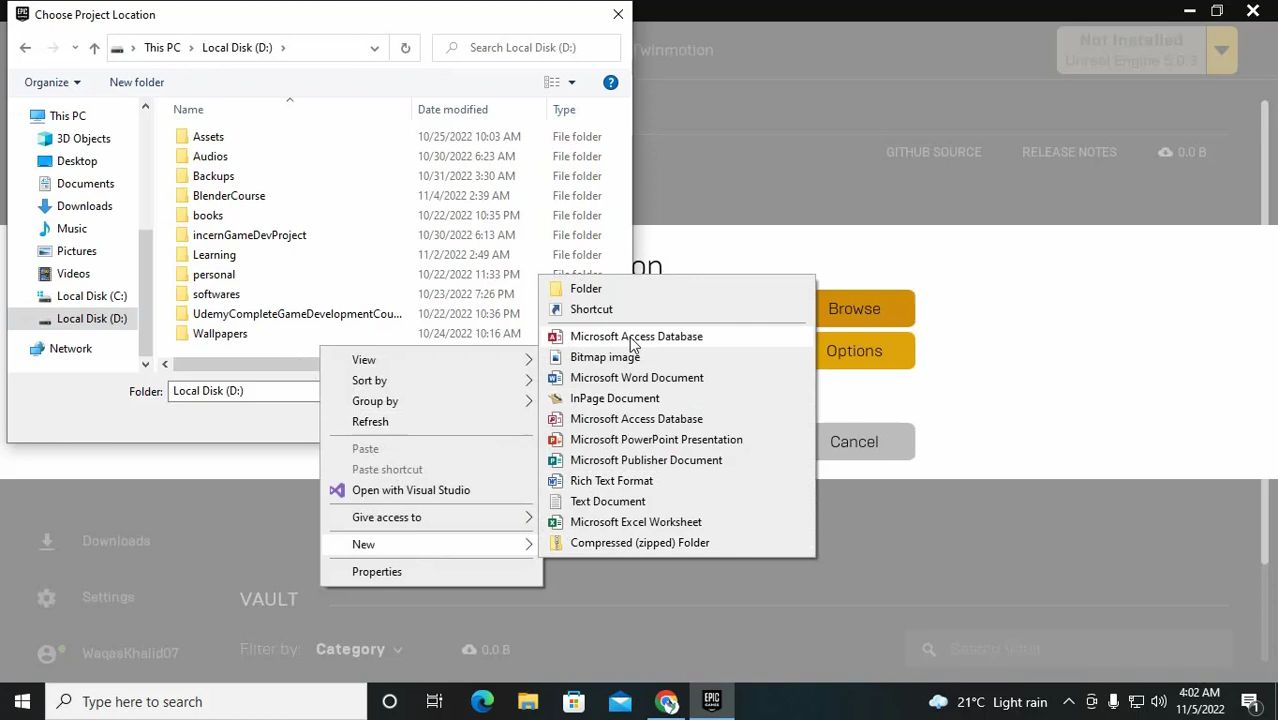 EPIC GAMES
Choose Project Location
This PC
Local Disk (D:)
Search Local Disk (D:)
Twinmotion
Not Installed
Unreal Engine 5.0.3
Organize
New folder
?
Name
Date modified
Type
This PC
3D Objects
Desktop
Documents
Downloads
Music
Pictures
Videos
Local Disk (C:)
Local Disk (D:)
Network
Assets 10/25/2022 10:03 AM File folder
Audios 10/30/2022 6:23 AM File folder
Backups 10/31/2022 3:30 AM File folder
BlenderCourse 11/4/2022 2:39 AM File folder
books 10/22/2022 10:35 PM File folder
incernGameDevProject 10/30/2022 6:13 AM File folder
Learning 11/2/2022 2:49 AM File folder
personal 10/22/2022 11:33 PM File folder
softwares 10/23/2022 7:26 PM
UdemyCompleteGameDevelopmentCou... 10/22/2022 10:36 PM
Wallpapers 10/24/2022 10:16 AM
Folder: Local Disk (D:)
GITHUB SOURCE
RELEASE NOTES
0.0 B
on
Browse
Options
Cancel
View
Sort by
Group by
Refresh
Paste
Paste shortcut
Open with Visual Studio
Give access to
New
Properties
Folder
Shortcut
Microsoft Access Database
Bitmap image
Microsoft Word Document
InPage Document
Microsoft Access Database
Microsoft PowerPoint Presentation
Microsoft Publisher Document
Rich Text Format
Text Document
Microsoft Excel Worksheet
Compressed (zipped) Folder
Downloads
Settings
WaqasKhalid07
VAULT
Filter by:
Category
0.0 B
Search Vault
Type here to search
EPIC GAMES
21°C Light rain
4:02 AM
11/5/2022
1